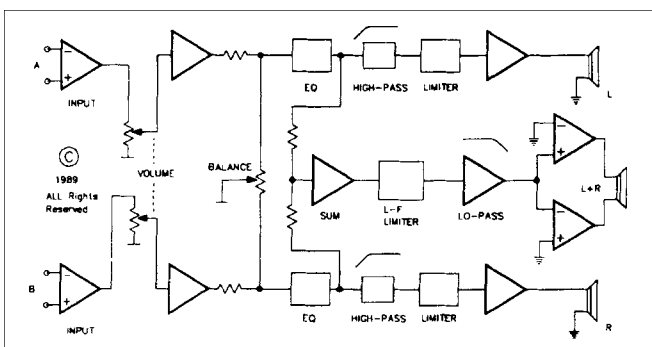 A
INPUT
EQ
HIGH-PASS
LIMITER
L
©
1989
ALL Rights
Reserved
VOLUME
BALANCE
SUM
L-F
LIMITER
LO-PASS
L+R
B
INPUT
EQ
HIGH-PASS
LIMITER
R